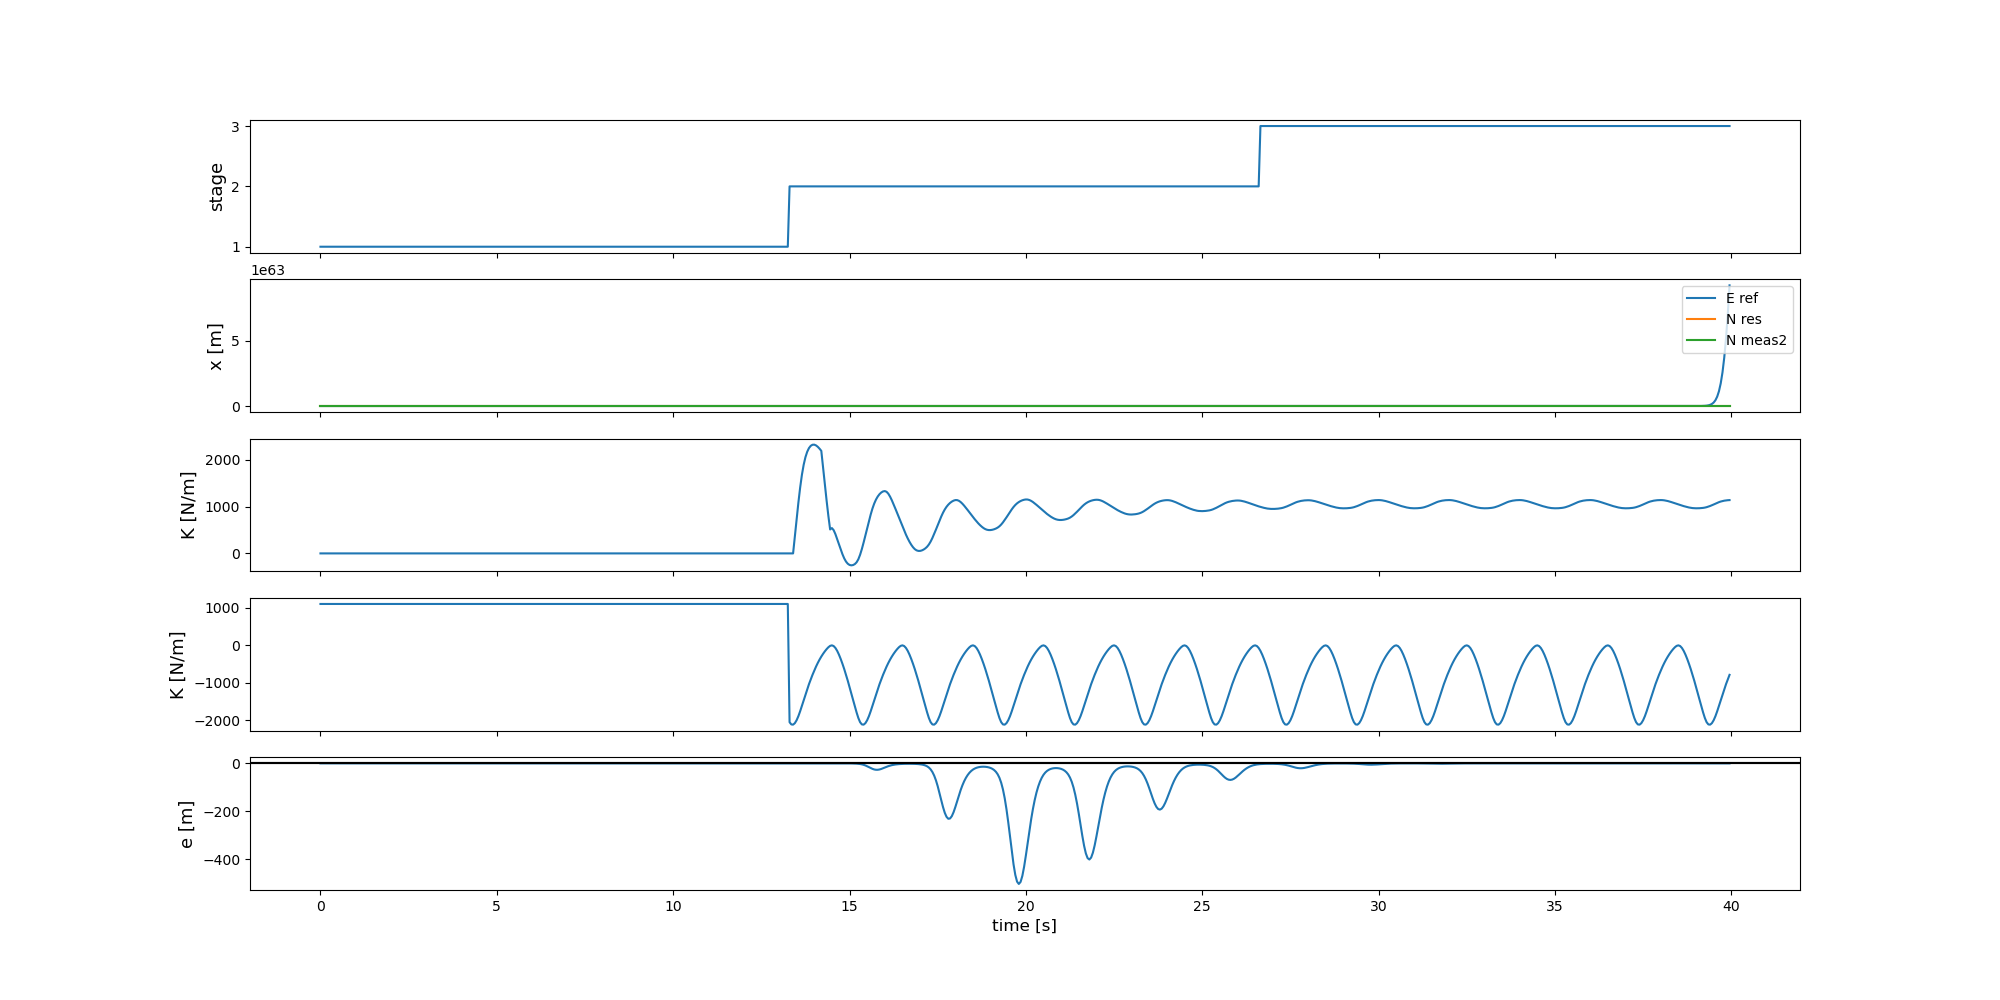 stage
3
2
1
1e63
x [m]
5
0
E ref
N res
N meas2
K [N/m]
2000
1000
0
K [N/m]
1000
0
−1000
−2000
e [m]
0
−200
−400
0 5 10 15 20 25 30 35 40
time [s]